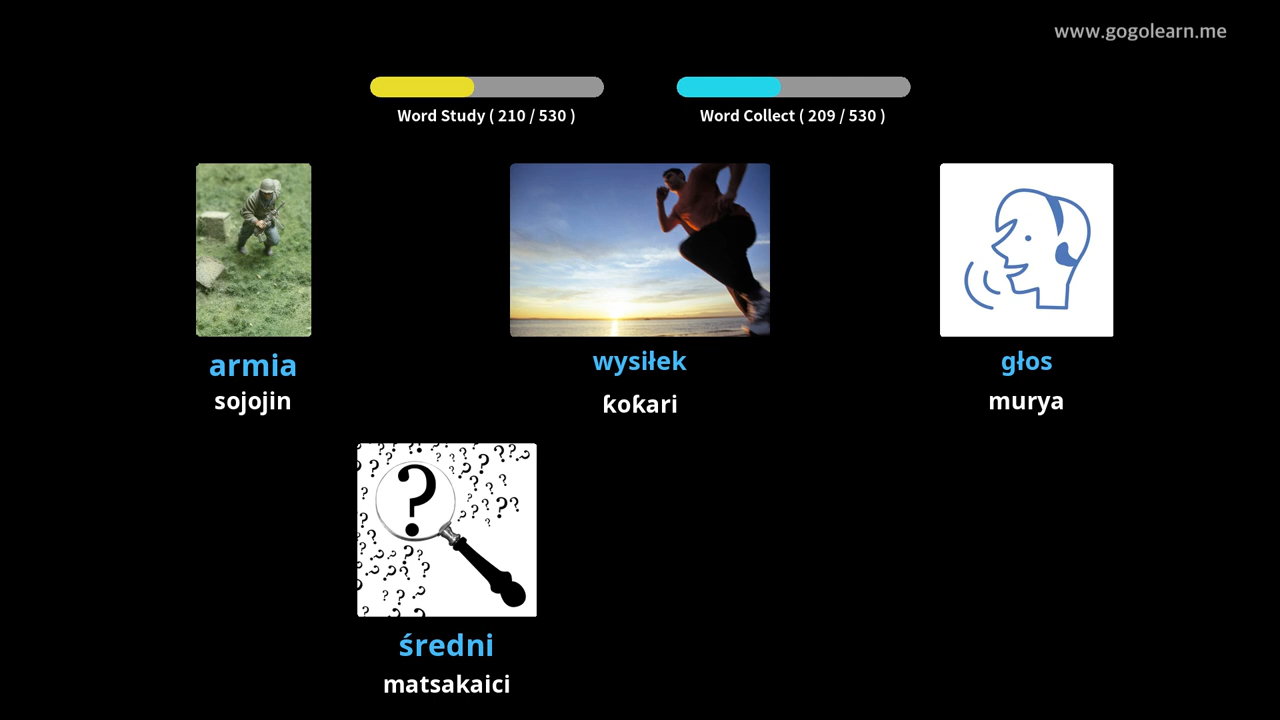 www.gogolearn.me
Word Study ( 210 / 530 )
Word Collect ( 209 / 530 )
armia
sojojin
wysiłek
ƙoƙari
głos
murya
średni
matsakaici